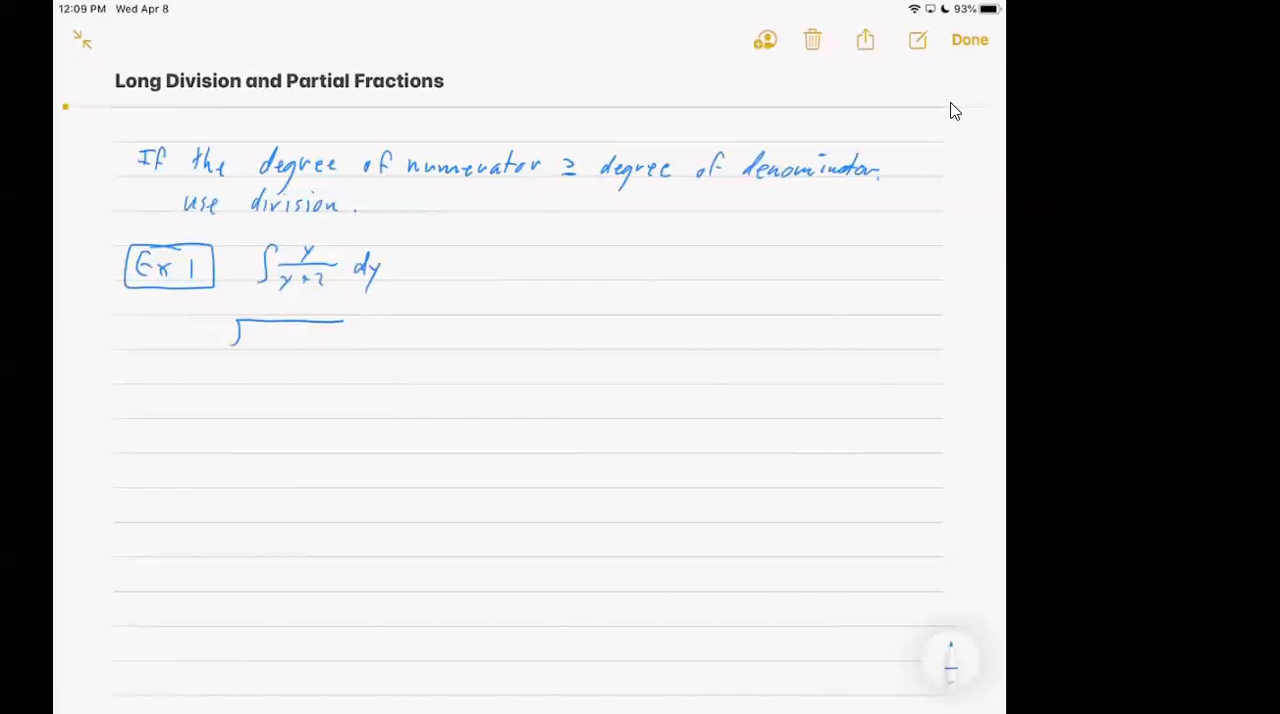 12:09 PM Wed Apr 8 93%
Done
Long Division and Partial Fractions
If the degree of numerator ≥ degree of denominator.
use division.
Ex 1 ∫ y/(y+2) dy